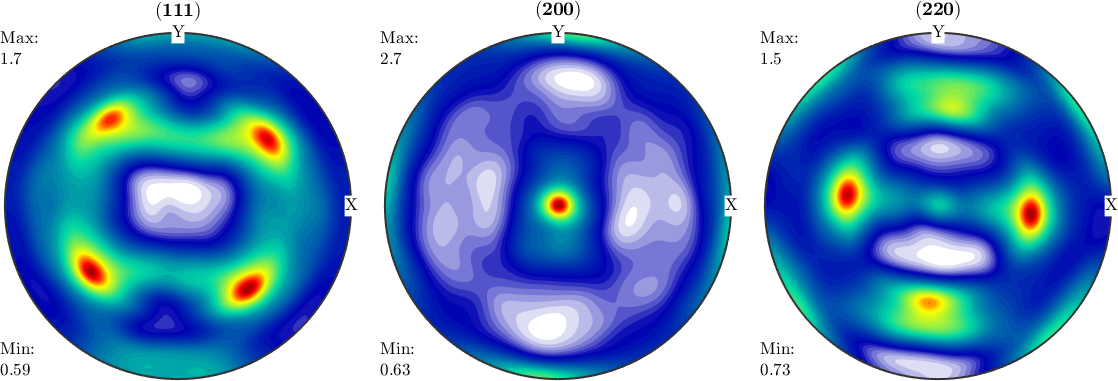 (111)
Max:
1.7
Y
X
Min:
0.59
(200)
Max:
2.7
Y
X
Min:
0.63
(220)
Max:
1.5
Y
X
Min:
0.73